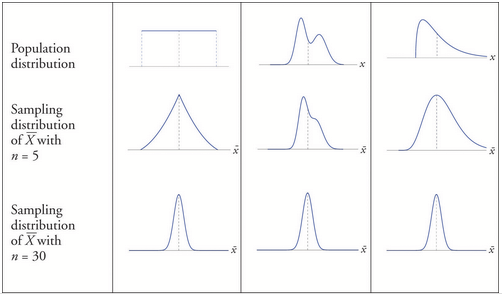 Population
distribution
x
x
Sampling
distribution
of X̄ with
n = 5
x̄
x̄
x̄
Sampling
distribution
of X̄ with
n = 30
x̄
x̄
x̄